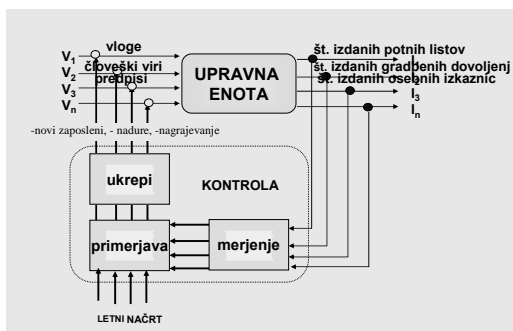 vloge
V1
človeški viri
V2
predpisi
V3
Vn
UPRAVNA
ENOTA
št. izdanih potnih listov
št. izdanih gradbenih dovoljenj
št. izdanih osebnih izkaznic
I3
In
-novi zaposleni, - nadure, -nagrajevanje
ukrepi
KONTROLA
primerjava
merjenje
LETNI NAČRT